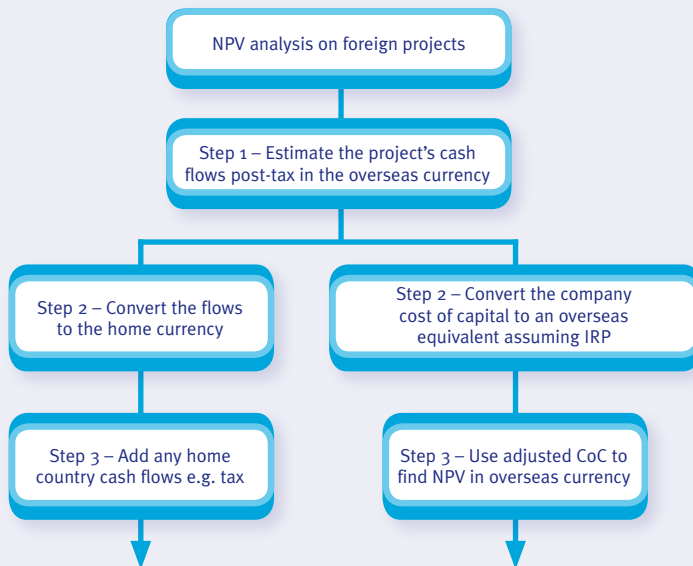 NPV analysis on foreign projects
Step 1 – Estimate the project’s cash
flows post-tax in the overseas currency
Step 2 – Convert the flows
to the home currency
Step 2 – Convert the company
cost of capital to an overseas
equivalent assuming IRP
Step 3 – Add any home
country cash flows e.g. tax
Step 3 – Use adjusted CoC to
find NPV in overseas currency